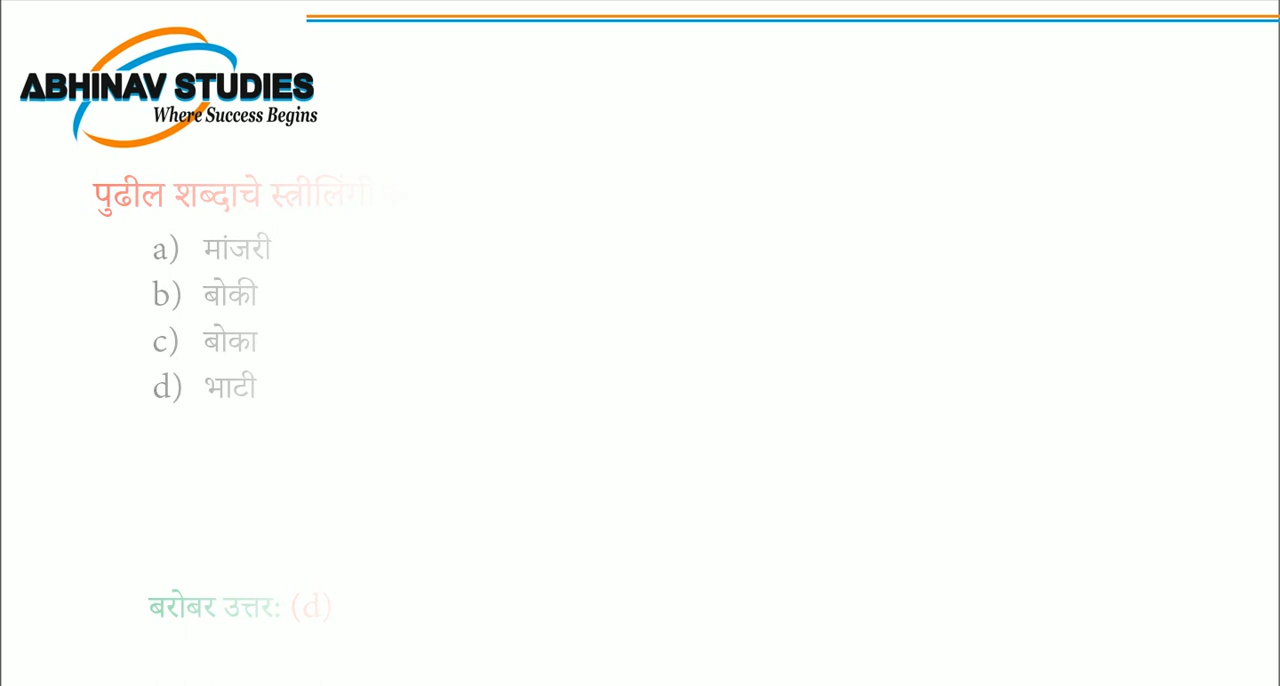 ABHINAV STUDIES
Where Success Begins
पुढील शब्दाचे स्त्रीलिंगी
a) मांजरी
b) बोकी
c) बोका
d) भाटी
बरोबर उत्तर: (d)